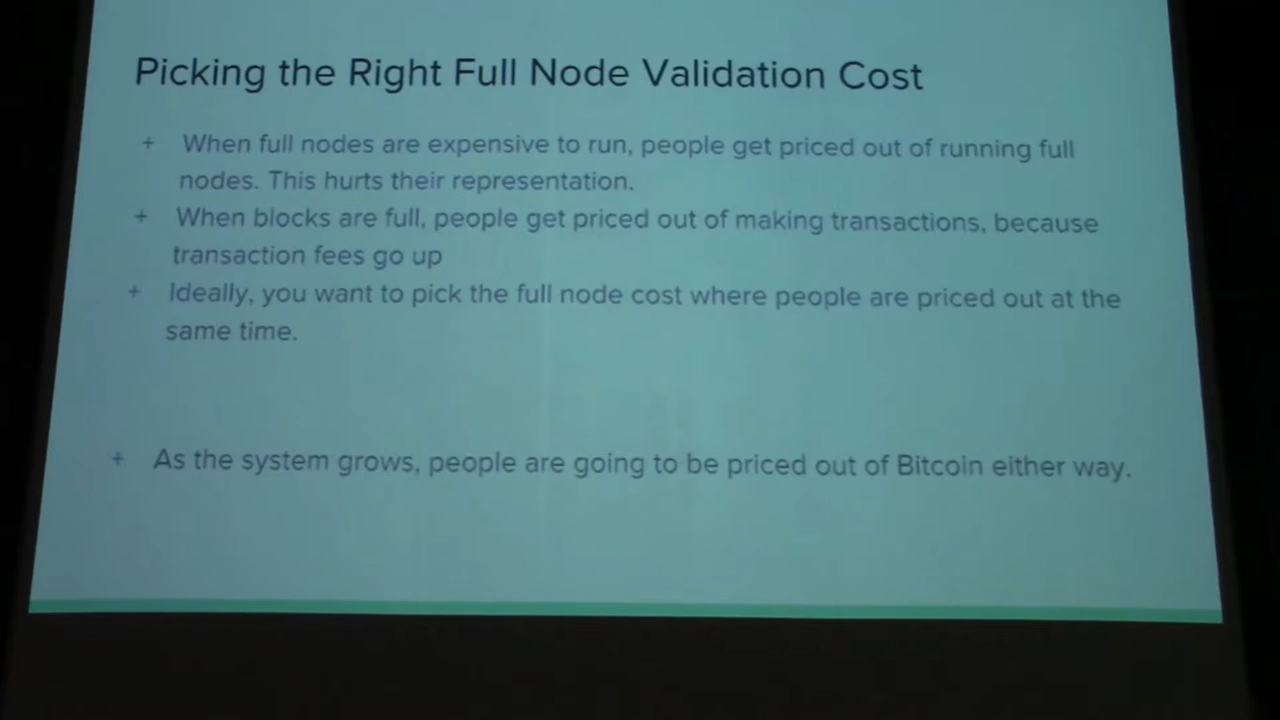 Picking the Right Full Node Validation Cost
+ When full nodes are expensive to run, people get priced out of running full
nodes. This hurts their representation.
+ When blocks are full, people get priced out of making transactions, because
transaction fees go up
+ Ideally, you want to pick the full node cost where people are priced out at the
same time.
+ As the system grows, people are going to be priced out of Bitcoin either way.